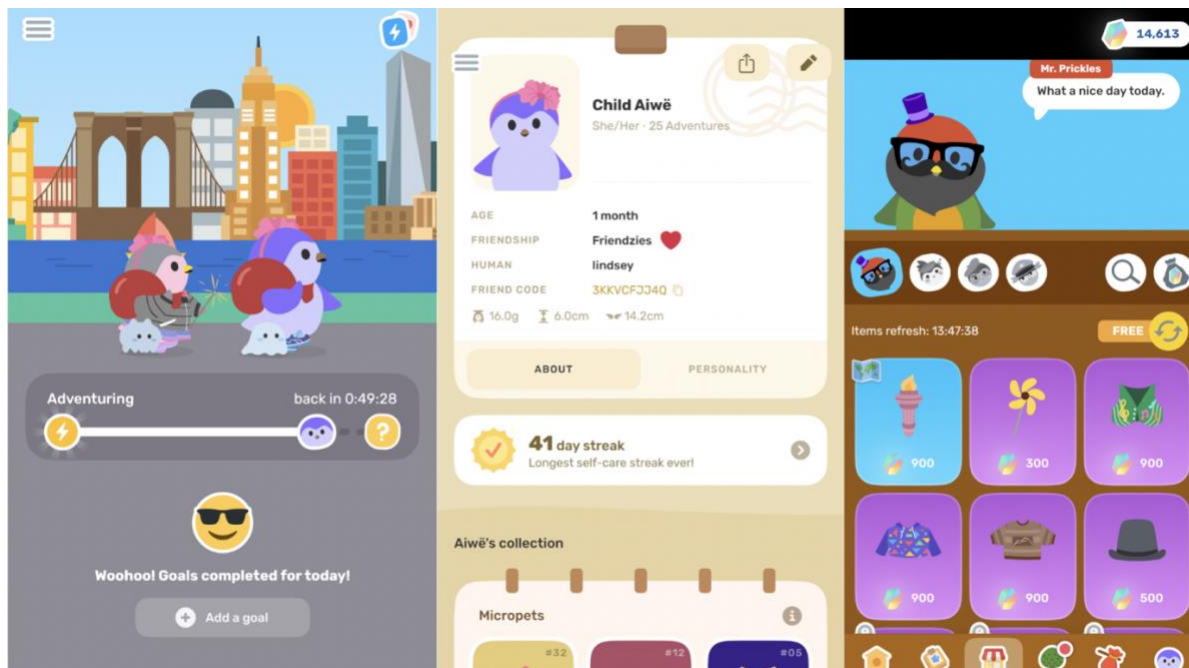 Adventuring
back in 0:49:28
Woohoo! Goals completed for today!
Add a goal
Child Aiwë
She/Her · 25 Adventures
AGE 1 month
FRIENDSHIP Friendzies
HUMAN lindsey
FRIEND CODE 3KKVCFJJ4Q
16.0g 6.0cm 14.2cm
ABOUT PERSONALITY
41 day streak
Longest self-care streak ever!
Aiwë's collection
Micropets
#32 #12 #05
14,613
Mr. Prickles
What a nice day today.
Items refresh: 13:47:38
FREE
900 300 900
900 900 500